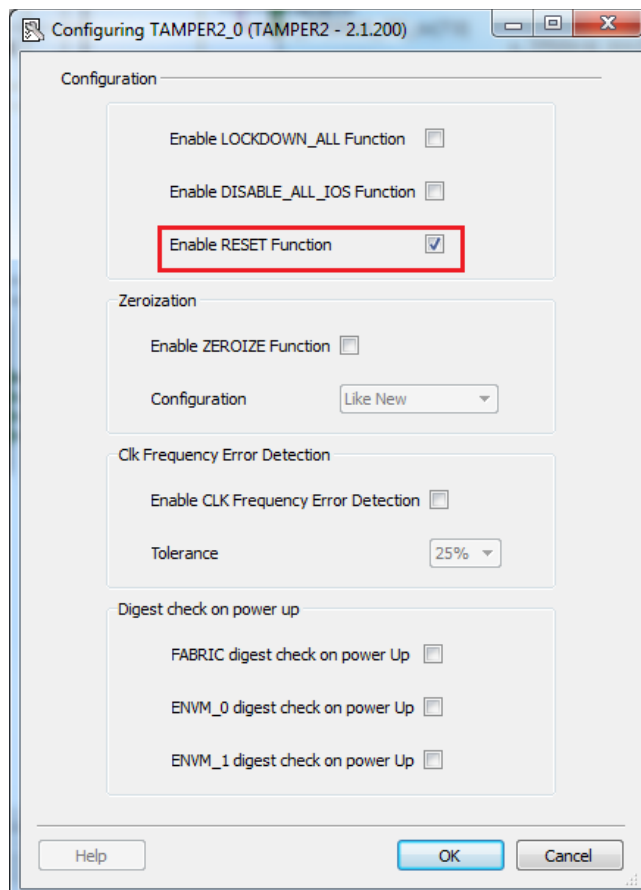 Configuring TAMPER2_0 (TAMPER2 - 2.1.200)
Configuration
Enable LOCKDOWN_ALL Function
Enable DISABLE_ALL_IOS Function
Enable RESET Function
Zeroization
Enable ZEROIZE Function
Configuration Like New
Clk Frequency Error Detection
Enable CLK Frequency Error Detection
Tolerance 25%
Digest check on power up
FABRIC digest check on power Up
ENVM_0 digest check on power Up
ENVM_1 digest check on power Up
Help OK Cancel